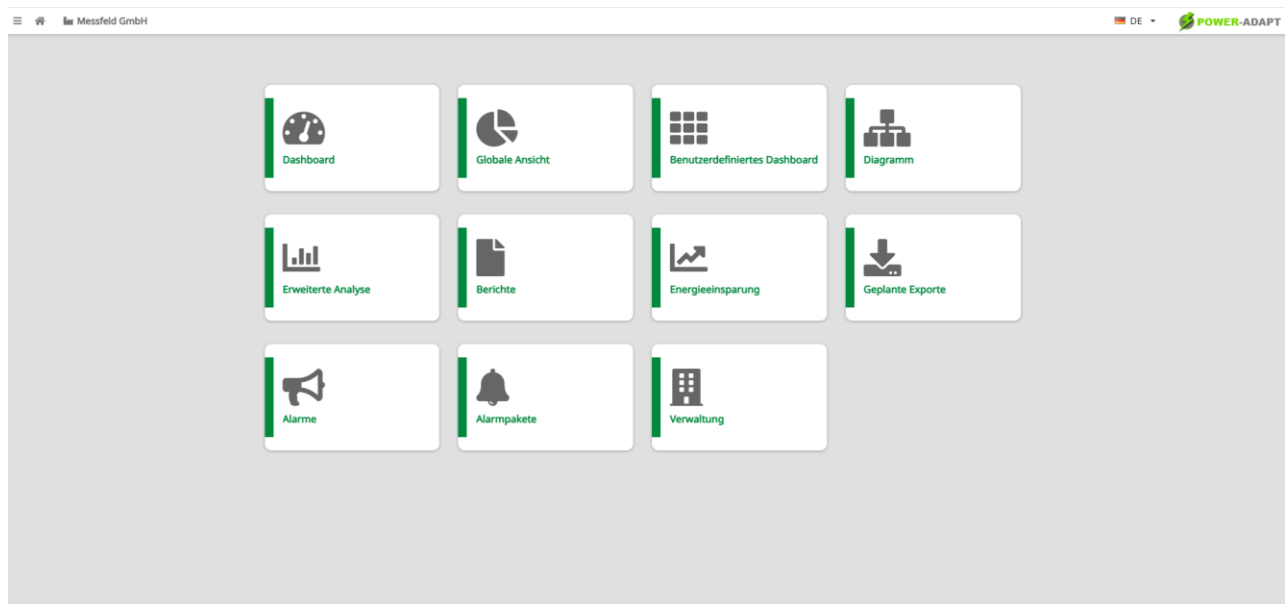 Messfeld GmbH
DE
POWER-ADAPT
Dashboard
Globale Ansicht
Benutzerdefiniertes Dashboard
Diagramm
Erweiterte Analyse
Berichte
Energieeinsparung
Geplante Exporte
Alarme
Alarmpakete
Verwaltung